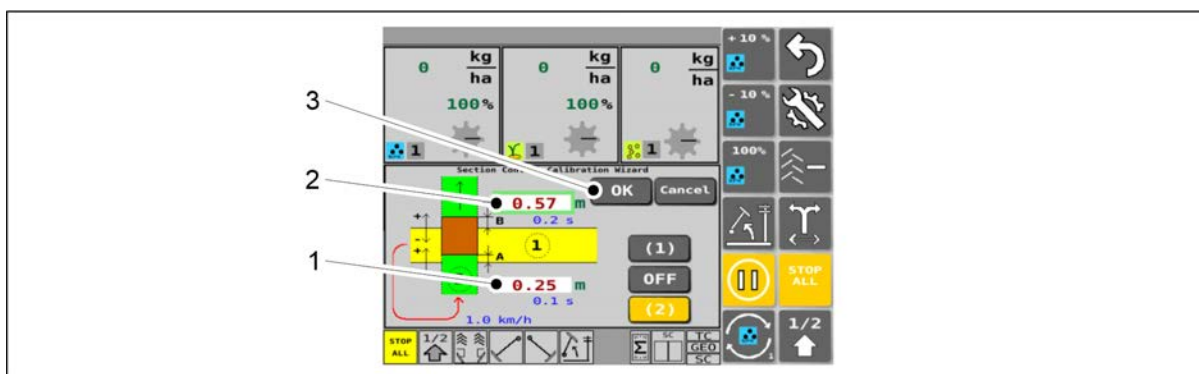 +10 %
0 kg/ha 0 kg/ha 0 kg/ha
100% 100%
- 10 %
3
1 1 1
100%
Section Control Calibration Wizard
2
OK Cancel
0.57 m
0.2 s
+
B
-
1
(1)
+
A
1
OFF
STOP ALL
0.25 m
0.1 s
(2)
1.0 km/h
STOP ALL
1/2
Σ
SC
TC
GEO
SC
1
1/2